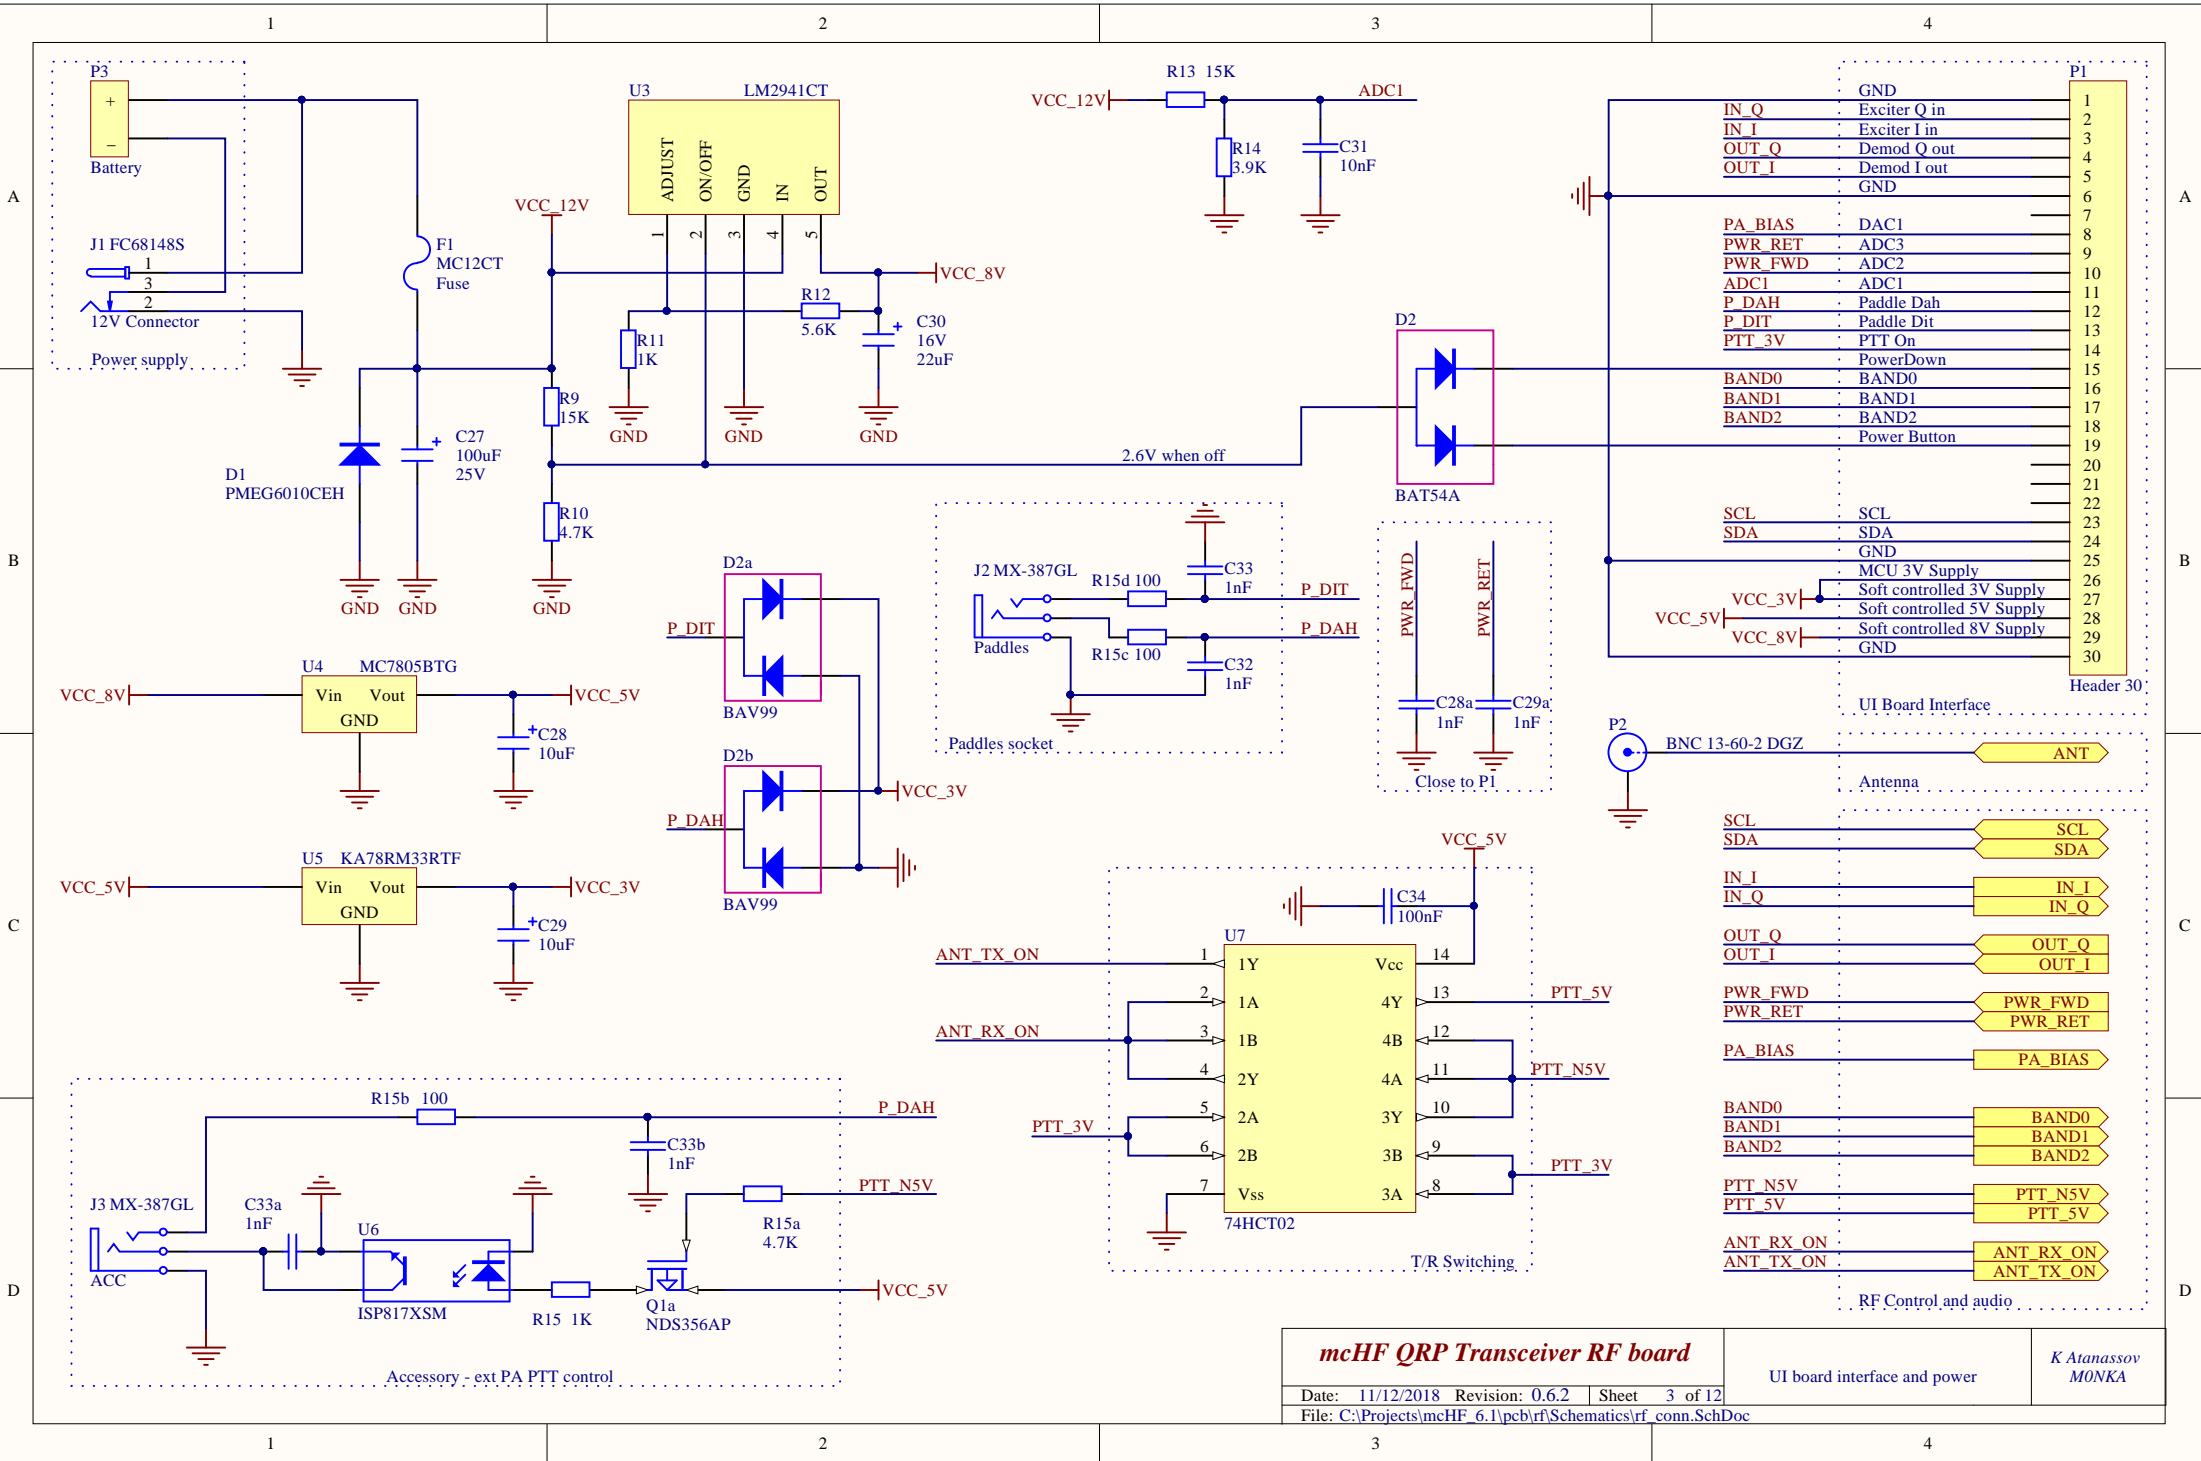 1 2 3 4
A B C D
P3
+
−
Battery
J1 FC68148S
1
3
2
12V Connector
Power supply
F1
MC12CT
Fuse
D1
PMEG6010CEH
C27
100uF
25V
GND GND GND
VCC_12V
R9
15K
R10
4.7K
U3 LM2941CT
ADJUST
ON/OFF
GND
IN
OUT
1 2 3 4 5
VCC_8V
R12
5.6K
R11
1K
C30
16V
22uF
GND GND GND
2.6V when off
R13 15K
VCC_12V
ADC1
R14
3.9K
C31
10nF
D2
BAT54A
P1
GND 1
IN_Q Exciter Q in 2
IN_I Exciter I in 3
OUT_Q Demod Q out 4
OUT_I Demod I out 5
GND 6
7
PA_BIAS DAC1 8
PWR_RET ADC3 9
PWR_FWD ADC2 10
ADC1 ADC1 11
P_DAH Paddle Dah 12
P_DIT Paddle Dit 13
PTT_3V PTT On 14
PowerDown 15
BAND0 BAND0 16
BAND1 BAND1 17
BAND2 BAND2 18
Power Button 19
20
21
22
SCL SCL 23
SDA SDA 24
GND 25
MCU 3V Supply 26
VCC_3V Soft controlled 3V Supply 27
VCC_5V Soft controlled 5V Supply 28
VCC_8V Soft controlled 8V Supply 29
GND 30
Header 30
UI Board Interface
U4 MC7805BTG
VCC_8V Vin Vout VCC_5V
GND
C28
10uF
U5 KA78RM33RTF
VCC_5V Vin Vout VCC_3V
GND
C29
10uF
D2a
P_DIT
BAV99
D2b
VCC_3V
P_DAH
BAV99
J2 MX-387GL
Paddles
R15d 100
R15c 100
C33
1nF
C32
1nF
P_DIT
P_DAH
Paddles socket
PWR_FWD
PWR_RET
C28a
1nF
C29a
1nF
Close to P1
P2
BNC 13-60-2 DGZ
ANT
Antenna
VCC_5V
C34
100nF
U7
ANT_TX_ON 1 1Y Vcc 14
2 1A 4Y 13 PTT_5V
ANT_RX_ON 3 1B 4B 12
4 2Y 4A 11 PTT_N5V
5 2A 3Y 10
PTT_3V
6 2B 3B 9
PTT_3V
7 Vss 3A 8
74HCT02
T/R Switching
SCL SCL
SDA SDA
IN_I IN_I
IN_Q IN_Q
OUT_Q OUT_Q
OUT_I OUT_I
PWR_FWD PWR_FWD
PWR_RET PWR_RET
PA_BIAS PA_BIAS
BAND0 BAND0
BAND1 BAND1
BAND2 BAND2
PTT_N5V PTT_N5V
PTT_5V PTT_5V
ANT_RX_ON ANT_RX_ON
ANT_TX_ON ANT_TX_ON
RF Control and audio
R15b 100
P_DAH
C33b
1nF
J3 MX-387GL
ACC
C33a
1nF
U6
ISP817XSM
R15 1K
PTT_N5V
R15a
4.7K
Q1a
NDS356AP
VCC_5V
Accessory - ext PA PTT control
mcHF QRP Transceiver RF board
Date: 11/12/2018 Revision: 0.6.2 Sheet 3 of 12
File: C:\Projects\mcHF_6.1\pcb\rf\Schematics\rf_conn.SchDoc
UI board interface and power
K Atanassov
M0NKA
A B C D
1 2 3 4